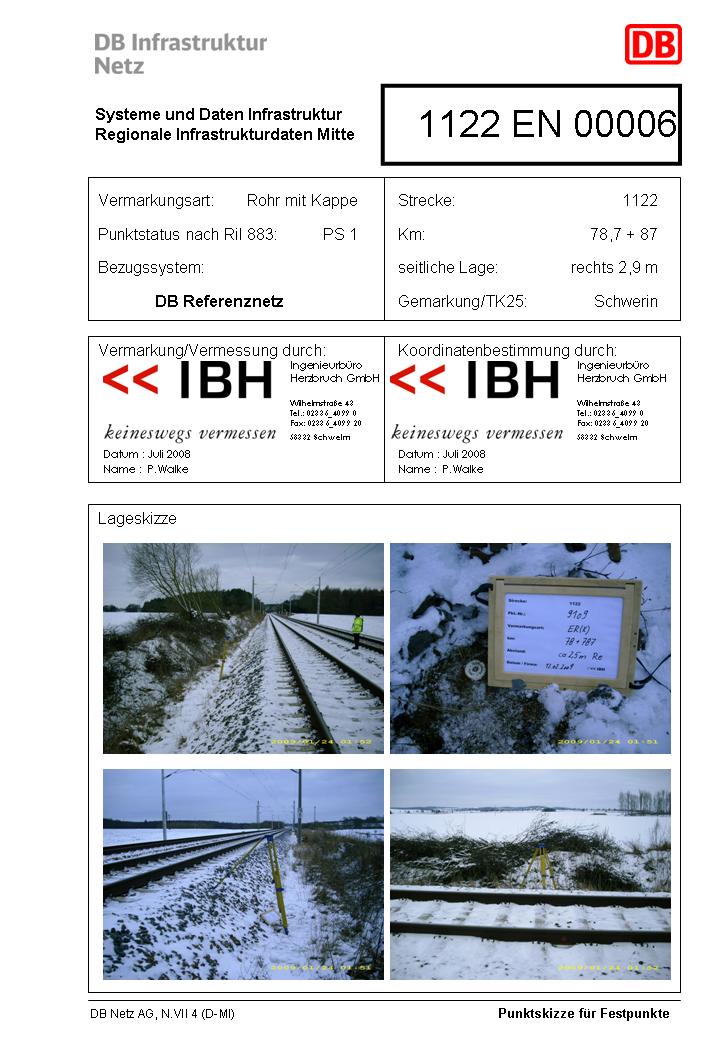 DB Infrastruktur
Netz
DB
Systeme und Daten Infrastruktur
Regionale Infrastrukturdaten Mitte
1122 EN 00006
Vermarkungsart: Rohr mit Kappe
Punktstatus nach Ril 883: PS 1
Bezugssystem:
DB Referenznetz
Strecke: 1122
Km: 78,7 + 87
seitliche Lage: rechts 2,9 m
Gemarkung/TK25: Schwerin
Vermarkung/Vermessung durch:
<< IBH
keineswegs vermessen
Ingenieurbüro
Herzbruch GmbH
Wilhelmstraße 43
Tel.: 02336_4099 0
Fax: 02336_4099 20
58332 Schwelm
Datum : Juli 2008
Name : P.Walke
Koordinatenbestimmung durch:
<< IBH
keineswegs vermessen
Ingenieurbüro
Herzbruch GmbH
Wilhelmstraße 43
Tel.: 02336_4099 0
Fax: 02336_4099 20
58332 Schwelm
Datum : Juli 2008
Name : P.Walke
Lageskizze
2009/01/24 01:52
Strecke: 1122
Pkt.-Nr.: 9109
Vermarkungsart: ER(K)
km: 78+787
Abstand: ca 2.5m Re
Datum / Firma: 12.02.2009 << IBH
2009/01/24 01:51
2009/01/24 01:51
2009/01/24 01:52
DB Netz AG, N.VII 4 (D-MI)
Punktskizze für Festpunkte